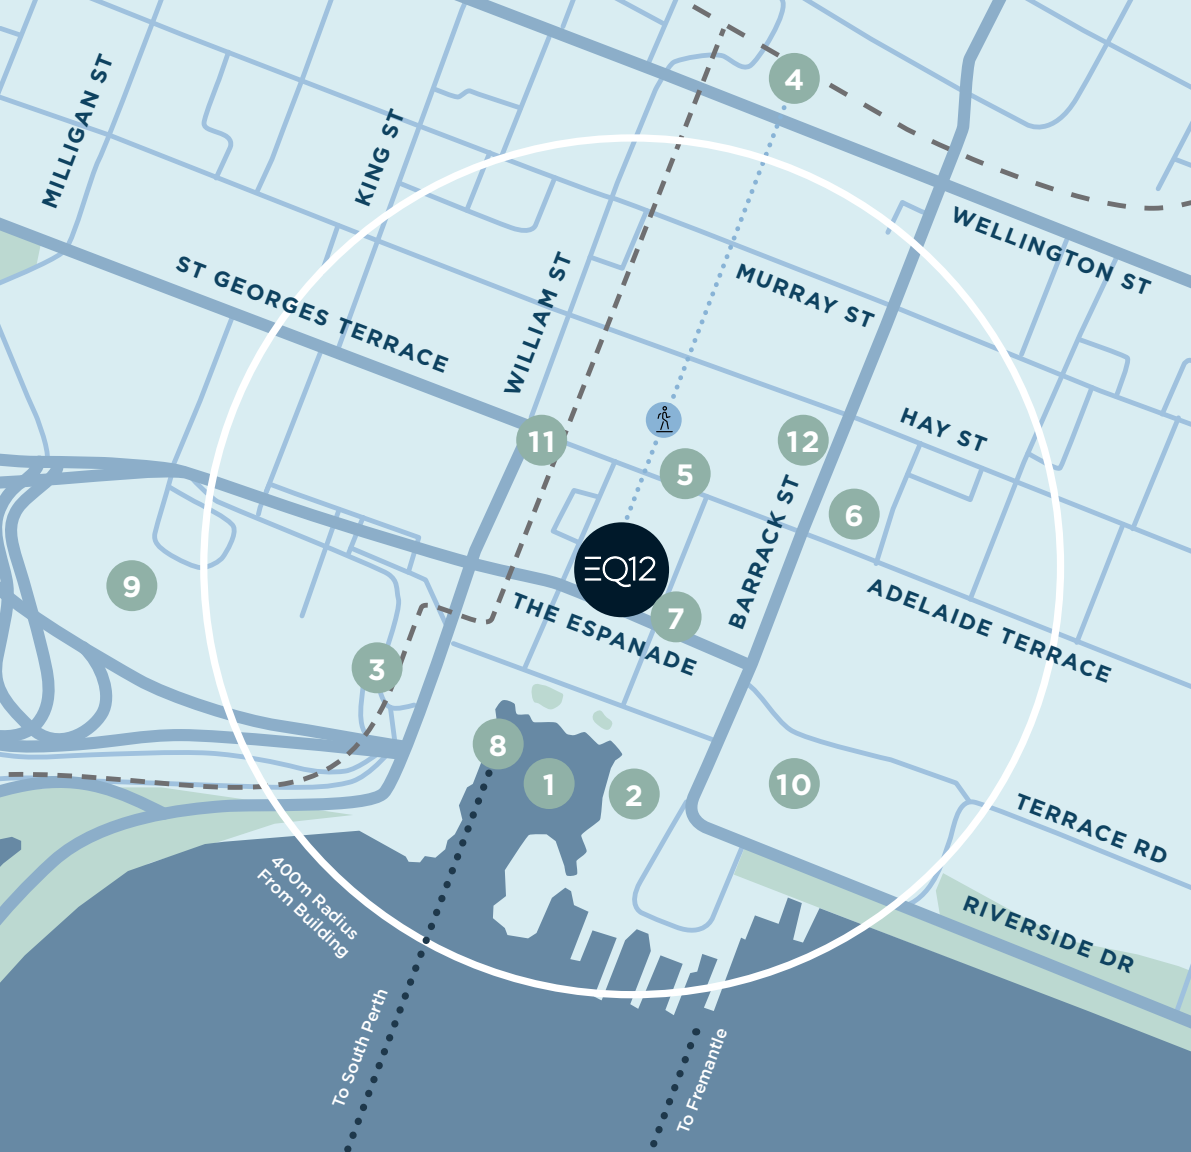 4
MILLIGAN ST
KING ST
WELLINGTON ST
ST GEORGES TERRACE
WILLIAM ST
MURRAY ST
11
12
HAY ST
5
6
BARRACK ST
EQ12
9
7
THE ESPANADE
ADELAIDE TERRACE
3
8
1
2
10
TERRACE RD
400m Radius
From Building
RIVERSIDE DR
To South Perth
To Fremantle